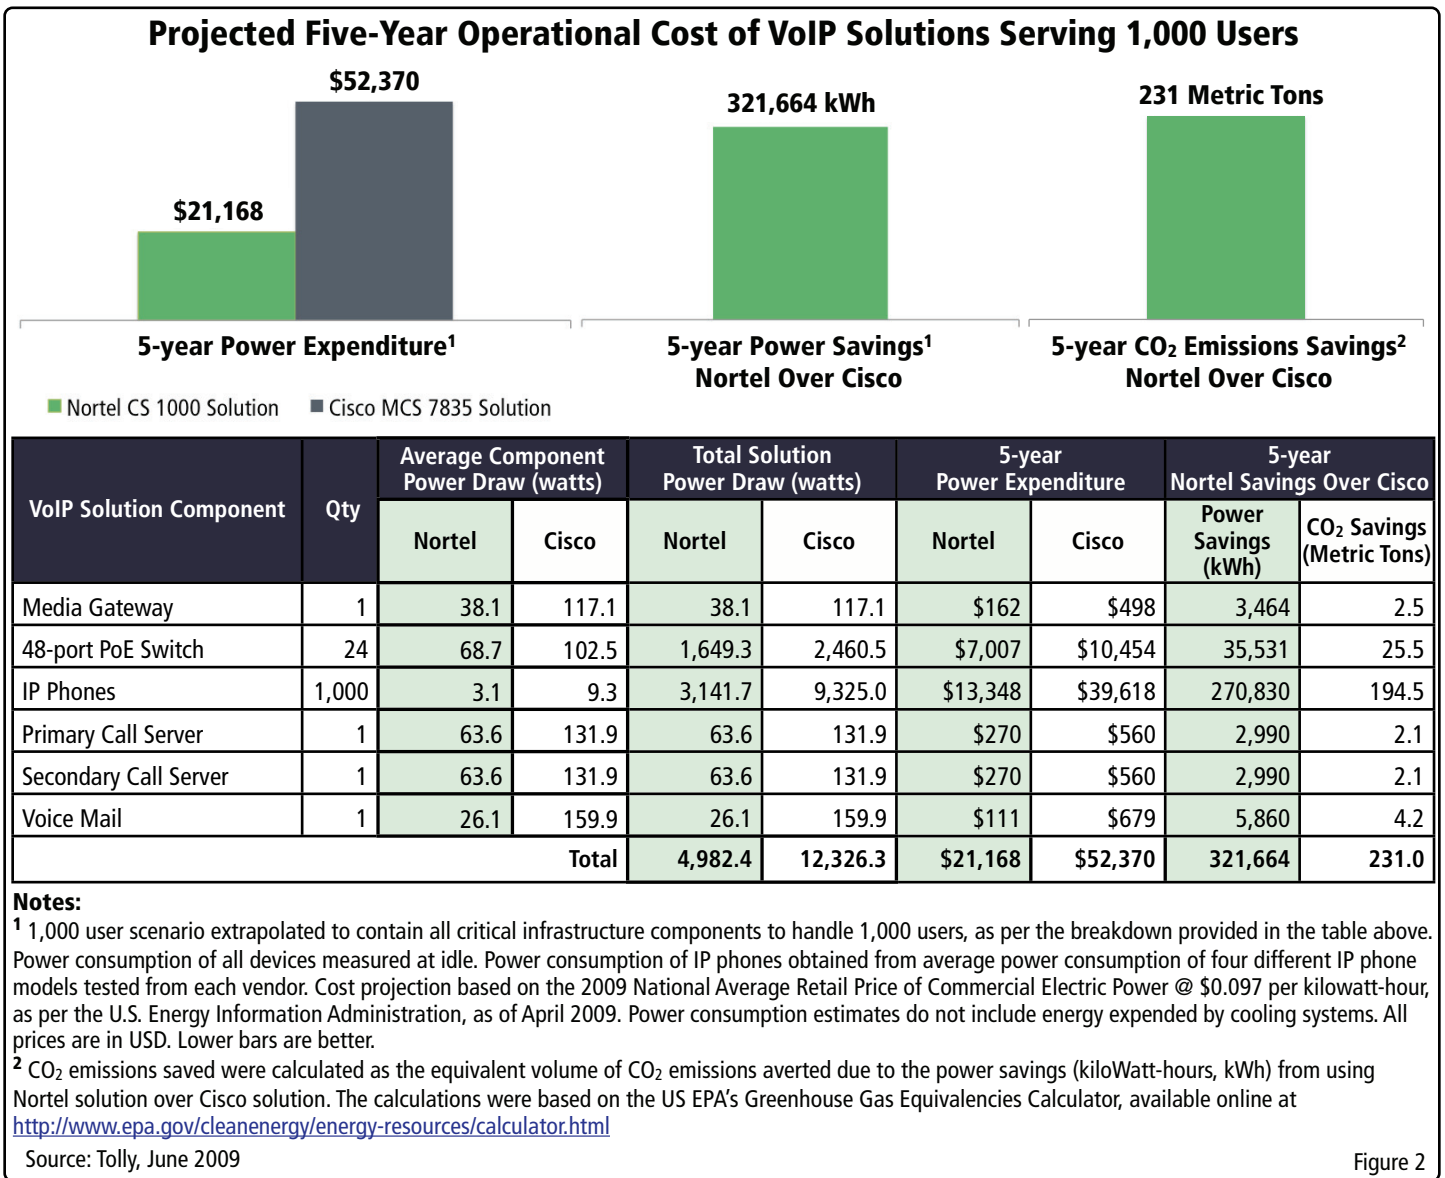 Projected Five-Year Operational Cost of VoIP Solutions Serving 1,000 Users
$52,370
$21,168
321,664 kWh
231 Metric Tons
5-year Power Expenditure¹
5-year Power Savings¹
Nortel Over Cisco
5-year CO₂ Emissions Savings²
Nortel Over Cisco
Nortel CS 1000 Solution Cisco MCS 7835 Solution
VoIP Solution Component Qty Average Component Power Draw (watts) Total Solution Power Draw (watts) 5-year Power Expenditure 5-year Nortel Savings Over Cisco
Nortel Cisco Nortel Cisco Nortel Cisco Power Savings (kWh) CO₂ Savings (Metric Tons)
Media Gateway 1 38.1 117.1 38.1 117.1 $162 $498 3,464 2.5
48-port PoE Switch 24 68.7 102.5 1,649.3 2,460.5 $7,007 $10,454 35,531 25.5
IP Phones 1,000 3.1 9.3 3,141.7 9,325.0 $13,348 $39,618 270,830 194.5
Primary Call Server 1 63.6 131.9 63.6 131.9 $270 $560 2,990 2.1
Secondary Call Server 1 63.6 131.9 63.6 131.9 $270 $560 2,990 2.1
Voice Mail 1 26.1 159.9 26.1 159.9 $111 $679 5,860 4.2
Total 4,982.4 12,326.3 $21,168 $52,370 321,664 231.0
Notes:
¹ 1,000 user scenario extrapolated to contain all critical infrastructure components to handle 1,000 users, as per the breakdown provided in the table above.
Power consumption of all devices measured at idle. Power consumption of IP phones obtained from average power consumption of four different IP phone
models tested from each vendor. Cost projection based on the 2009 National Average Retail Price of Commercial Electric Power @ $0.097 per kilowatt-hour,
as per the U.S. Energy Information Administration, as of April 2009. Power consumption estimates do not include energy expended by cooling systems. All
prices are in USD. Lower bars are better.
² CO₂ emissions saved were calculated as the equivalent volume of CO₂ emissions averted due to the power savings (kiloWatt-hours, kWh) from using
Nortel solution over Cisco solution. The calculations were based on the US EPA's Greenhouse Gas Equivalencies Calculator, available online at
http://www.epa.gov/cleanenergy/energy-resources/calculator.html
Source: Tolly, June 2009
Figure 2